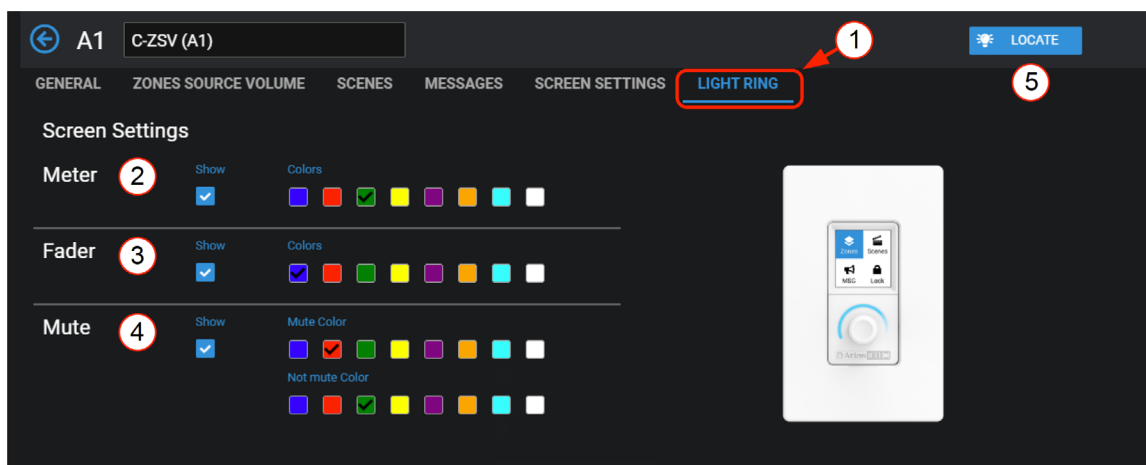 A1 C-ZSV (A1) 1 LOCATE
GENERAL ZONES SOURCE VOLUME SCENES MESSAGES SCREEN SETTINGS LIGHT RING 5
Screen Settings
Meter 2 Show Colors
Fader 3 Show Colors
Mute 4 Show Mute Color
Not mute Color
Zones Scenes
MSG Lock
Atlas